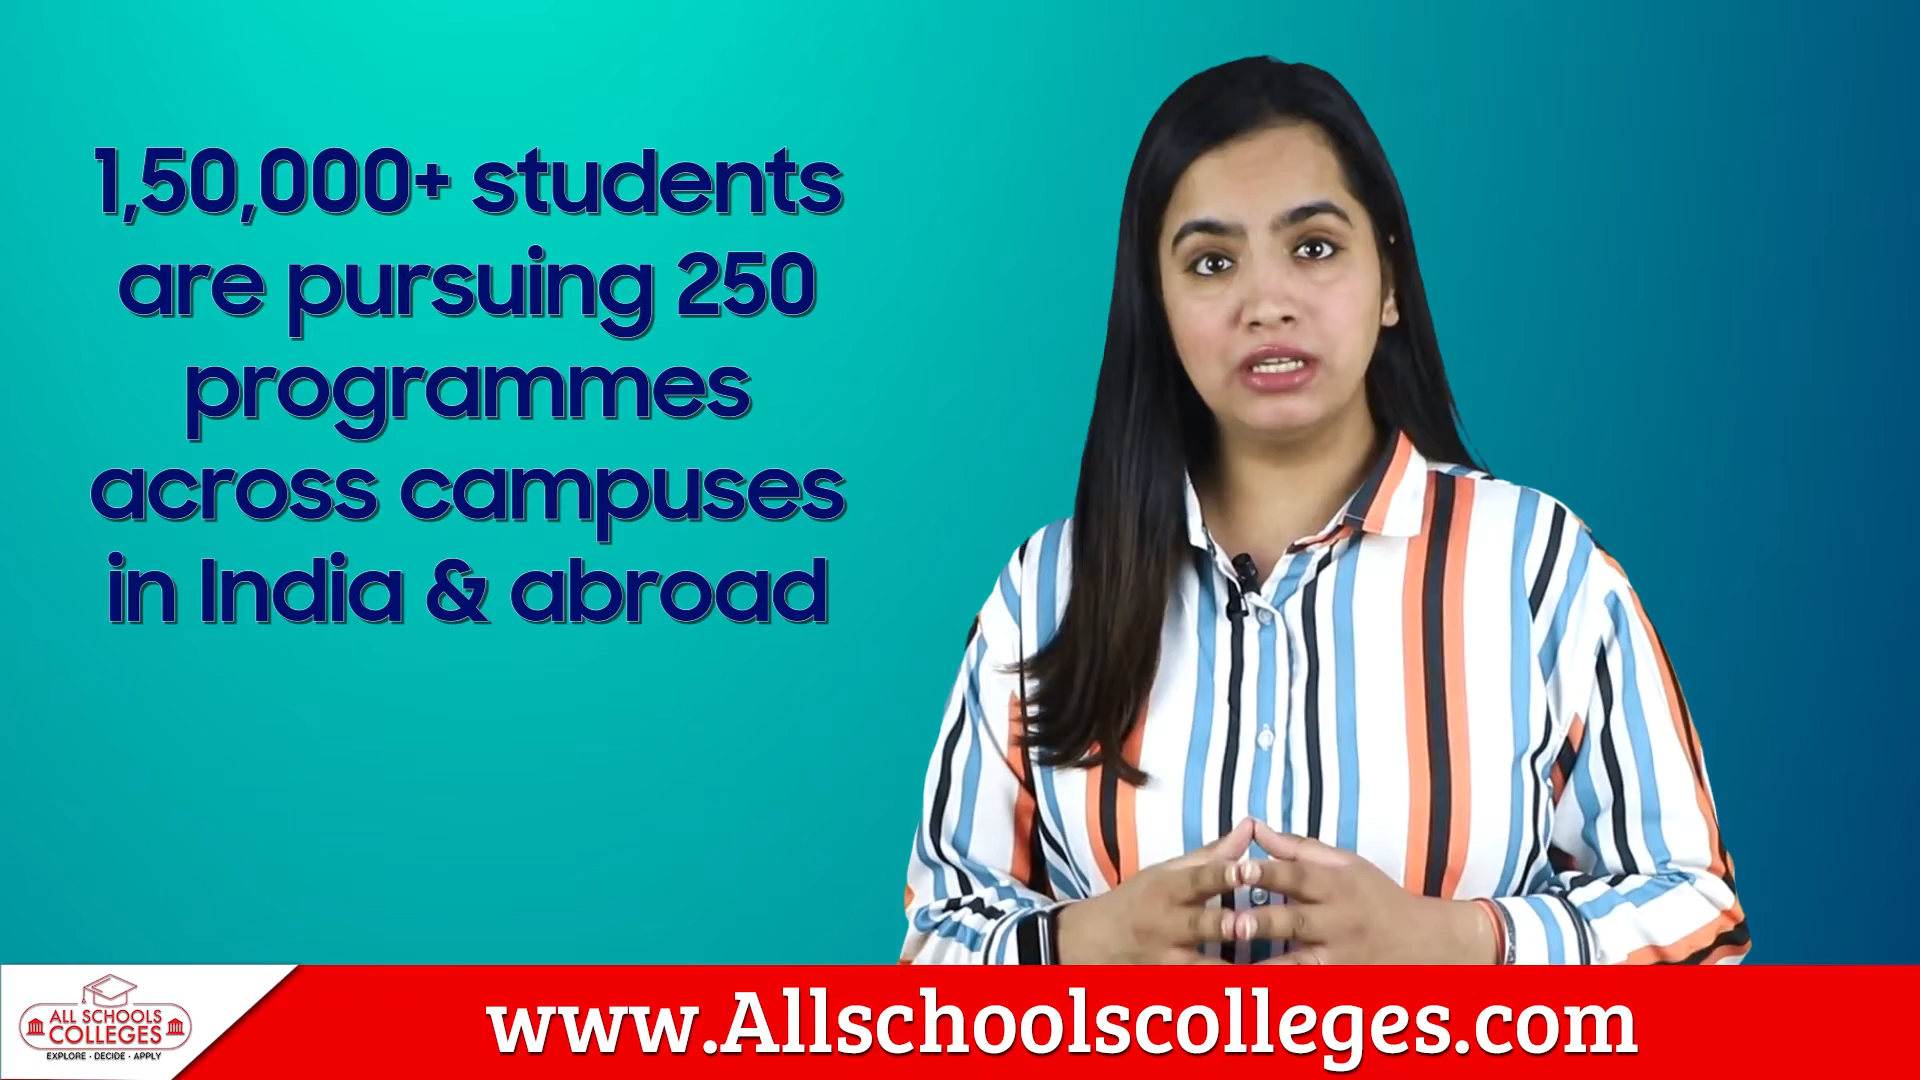 1,50,000+ students
are pursuing 250
programmes
across campuses
in India & abroad
ALL SCHOOLS
COLLEGES
EXPLORE · DECIDE · APPLY
www.Allschoolscolleges.com